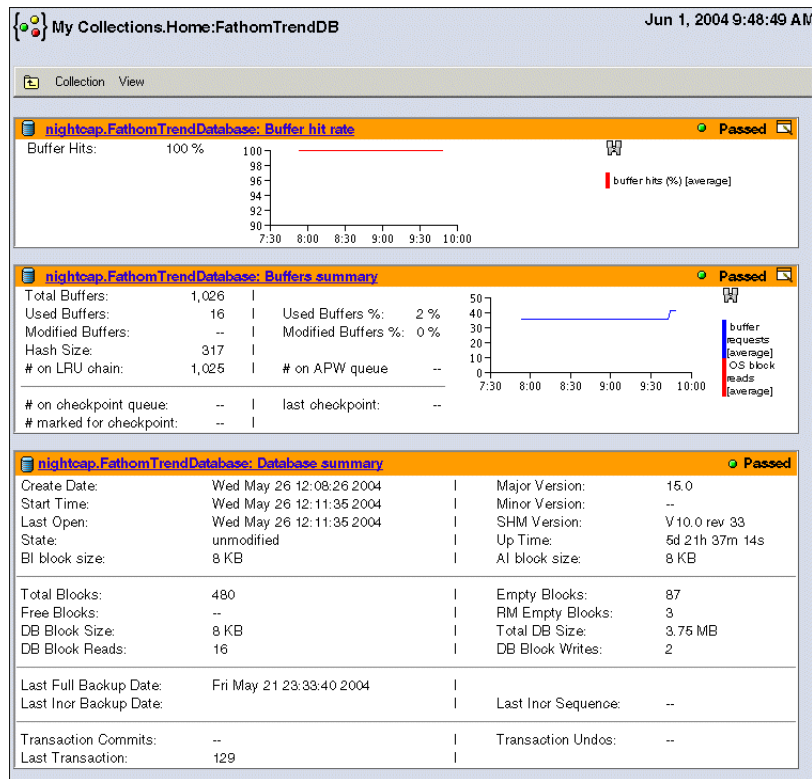 My Collections.Home:FathomTrendDB
Jun 1, 2004 9:48:49 AM
Collection View
nightcap.FathomTrendDatabase: Buffer hit rate Passed
Buffer Hits: 100 %
100
98
96
94
92
90
7:30 8:00 8:30 9:00 9:30 10:00
buffer hits (%) [average]
nightcap.FathomTrendDatabase: Buffers summary Passed
Total Buffers: 1,026 |
Used Buffers: 16 | Used Buffers %: 2 %
Modified Buffers: -- | Modified Buffers %: 0 %
Hash Size: 317 |
# on LRU chain: 1,025 | # on APW queue --
# on checkpoint queue: -- | last checkpoint: --
# marked for checkpoint: -- |
50
40
30
20
10
0
7:30 8:00 8:30 9:00 9:30 10:00
buffer
requests
[average]
OS block
reads
[average]
nightcap.FathomTrendDatabase: Database summary Passed
Create Date: Wed May 26 12:08:26 2004 | Major Version: 15.0
Start Time: Wed May 26 12:11:35 2004 | Minor Version: --
Last Open: Wed May 26 12:11:35 2004 | SHM Version: V10.0 rev 33
State: unmodified | Up Time: 5d 21h 37m 14s
BI block size: 8 KB | AI block size: 8 KB
Total Blocks: 480 | Empty Blocks: 87
Free Blocks: -- | RM Empty Blocks: 3
DB Block Size: 8 KB | Total DB Size: 3.75 MB
DB Block Reads: 16 | DB Block Writes: 2
Last Full Backup Date: Fri May 21 23:33:40 2004 |
Last Incr Backup Date: | Last Incr Sequence: --
Transaction Commits: -- | Transaction Undos: --
Last Transaction: 129 |